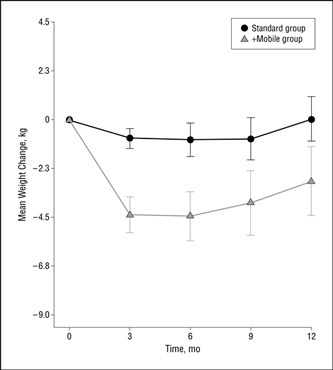 Standard group
+Mobile group
4.5
2.3
0
−2.3
−4.5
−6.8
−9.0
Mean Weight Change, kg
0 3 6 9 12
Time, mo